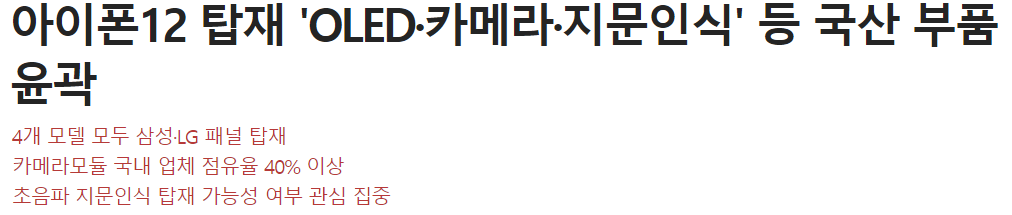 아이폰12 탑재 'OLED·카메라·지문인식' 등 국산 부품
윤곽
4개 모델 모두 삼성·LG 패널 탑재
카메라모듈 국내 업체 점유율 40% 이상
초음파 지문인식 탑재 가능성 여부 관심 집중